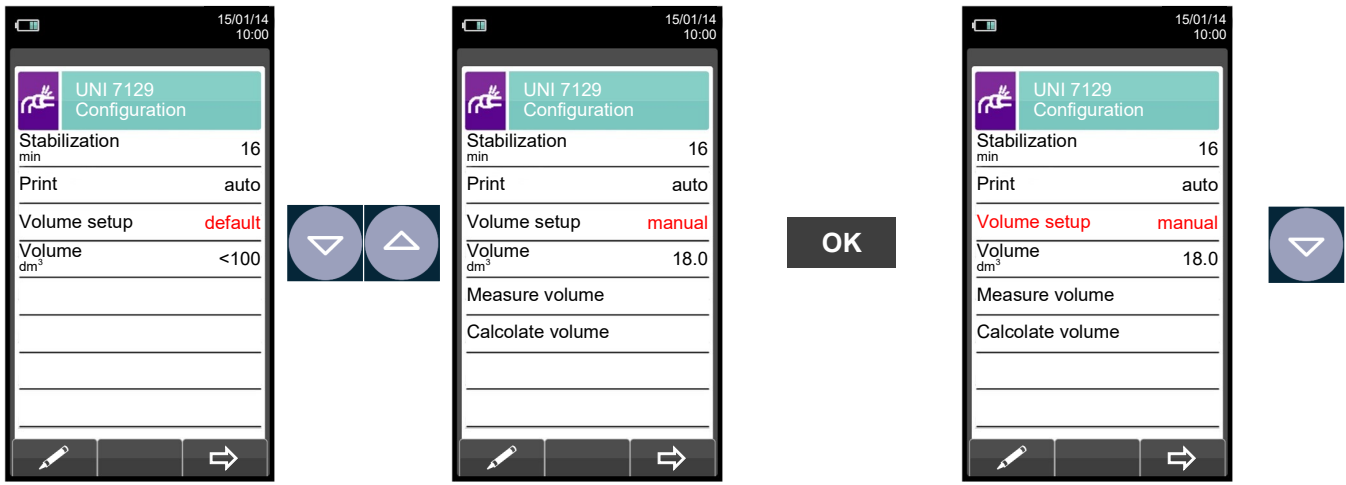 15/01/14
10:00
UNI 7129
Configuration
Stabilization
min
16
Print auto
Volume setup default
Volume
dm³
<100
15/01/14
10:00
UNI 7129
Configuration
Stabilization
min
16
Print auto
Volume setup manual
Volume
dm³
18.0
Measure volume
Calcolate volume
OK
15/01/14
10:00
UNI 7129
Configuration
Stabilization
min
16
Print auto
Volume setup manual
Volume
dm³
18.0
Measure volume
Calcolate volume